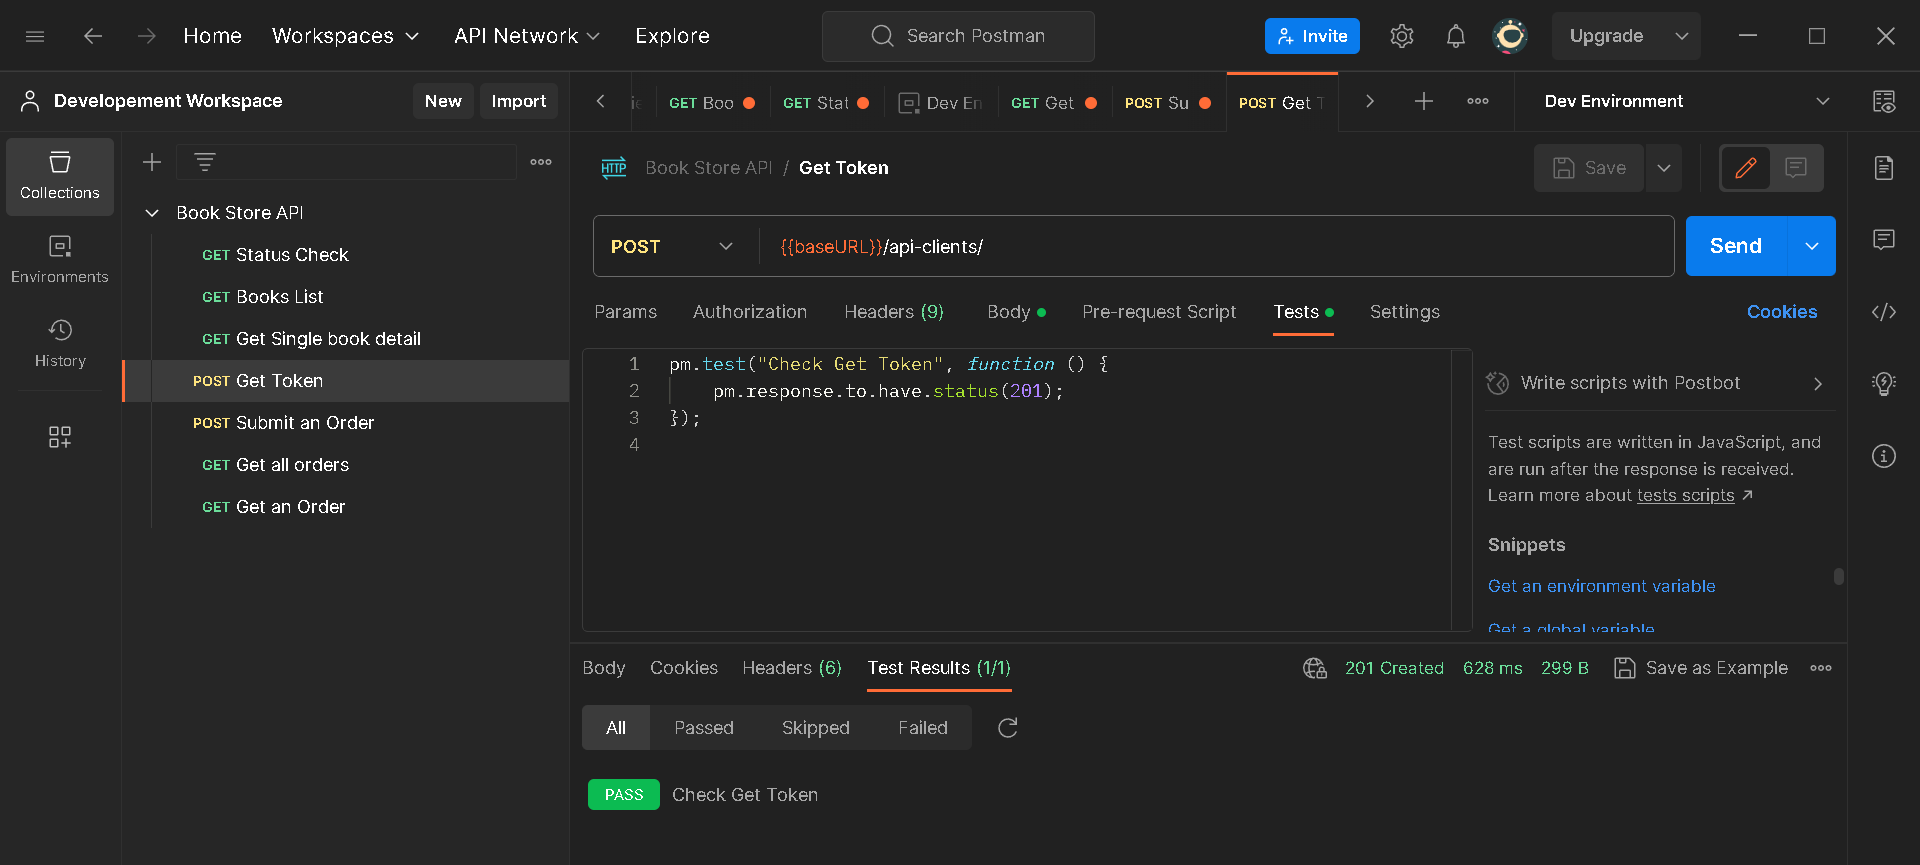 Home Workspaces API Network Explore Search Postman Invite Upgrade
Developement Workspace New Import
GET Boo GET Stat Dev En GET Get POST Su POST Get Dev Environment
Collections
Environments
History
Book Store API
GET Status Check
GET Books List
GET Get Single book detail
POST Get Token
POST Submit an Order
GET Get all orders
GET Get an Order
HTTP Book Store API / Get Token Save
POST {{baseURL}}/api-clients/ Send
Params Authorization Headers (9) Body Pre-request Script Tests Settings Cookies
1 pm.test("Check Get Token", function () {
2 pm.response.to.have.status(201);
3 });
4
Write scripts with Postbot
Test scripts are written in JavaScript, and
are run after the response is received.
Learn more about tests scripts ↗
Snippets
Get an environment variable
Get a global variable
Body Cookies Headers (6) Test Results (1/1) 201 Created 628 ms 299 B Save as Example
All Passed Skipped Failed
PASS Check Get Token